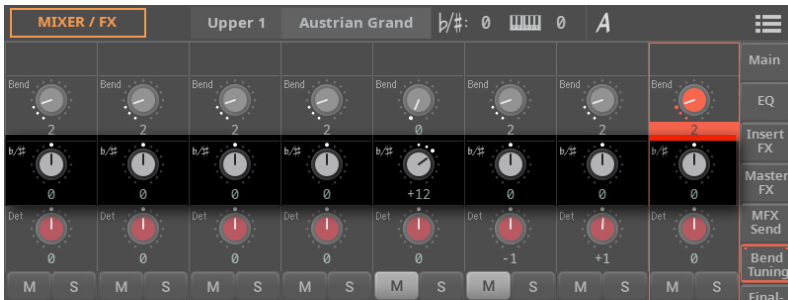 MIXER / FX Upper 1 Austrian Grand ♭/♯: 0 0 A
Main
Bend Bend Bend Bend Bend Bend Bend Bend
EQ
2 2 2 2 0 2 2 2
Insert
FX
♭/♯ ♭/♯ ♭/♯ ♭/♯ ♭/♯ ♭/♯ ♭/♯ ♭/♯
Master
FX
0 0 0 0 +12 0 0 0
Det Det Det Det Det Det Det Det
MFX
Send
0 0 0 0 0 -1 +1 0
Bend
Tuning
M S M S M S M S M S M S M S M S
Final-